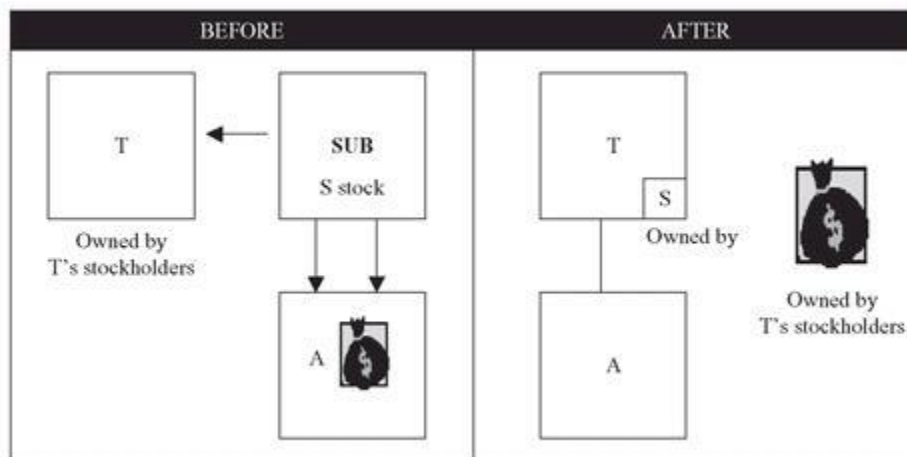 BEFORE
AFTER
T
SUB
S stock
Owned by
T's stockholders
A
T
S
Owned by
A
Owned by
T's stockholders